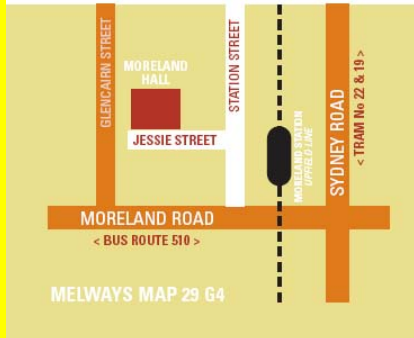 GLENCAIRN STREET
MORELAND
HALL
STATION STREET
JESSIE STREET
MORELAND STATION
UPFIELD LINE
SYDNEY ROAD
< TRAM No 22 & 19 >
MORELAND ROAD
< BUS ROUTE 510 >
MELWAYS MAP 29 G4